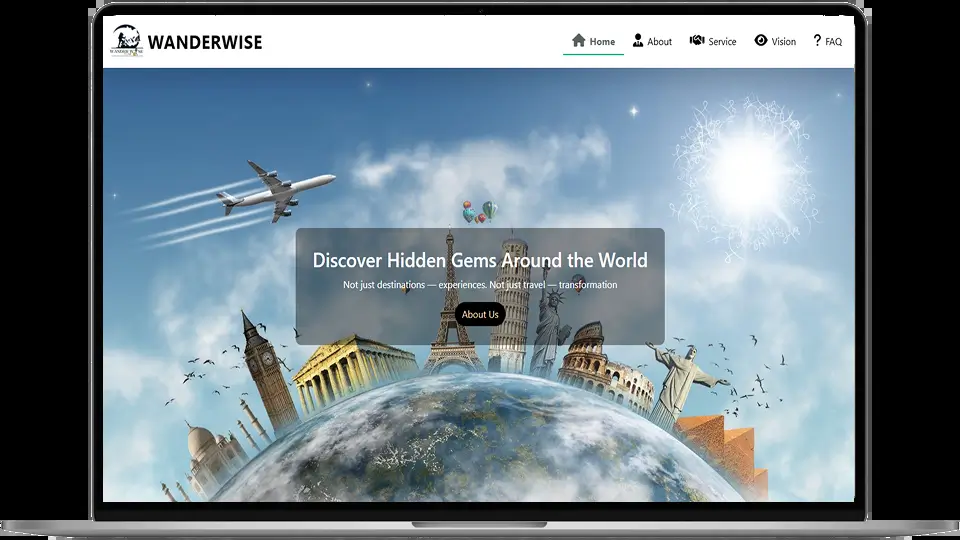 WANDERWISE
WANDERWISE
Home
About
Service
Vision
? FAQ
Discover Hidden Gems Around the World
Not just destinations — experiences. Not just travel — transformation
About Us